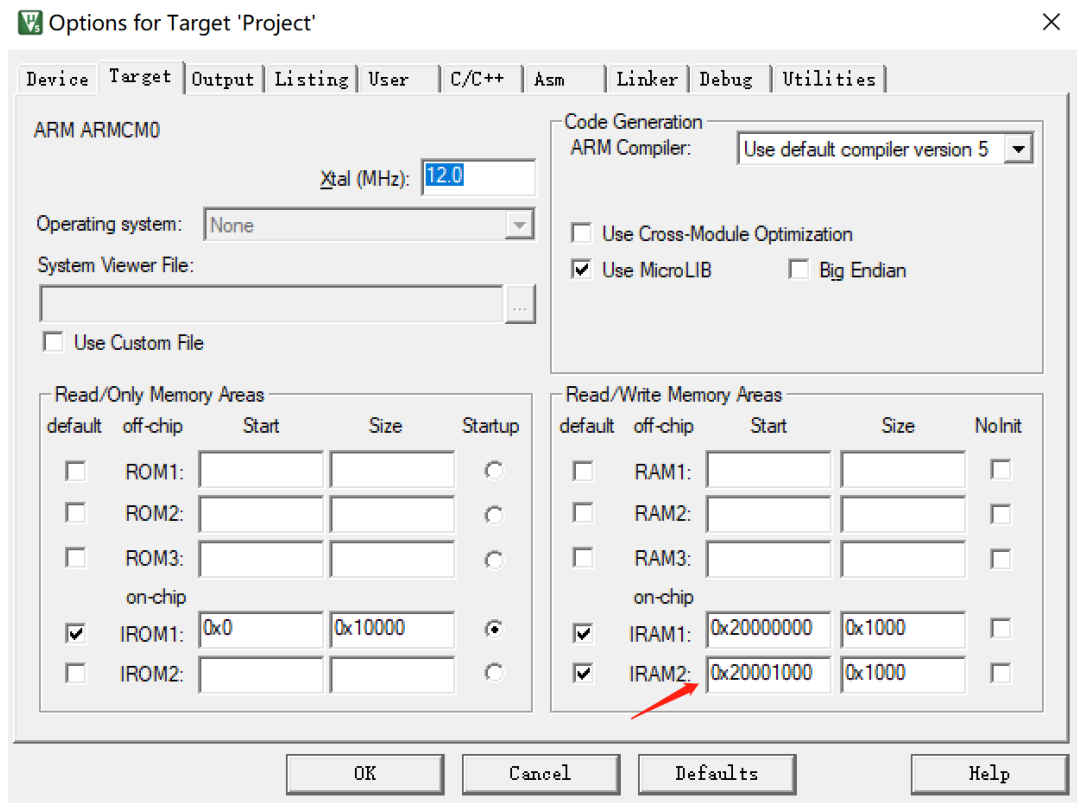 Options for Target 'Project'
Device Target Output Listing User C/C++ Asm Linker Debug Utilities
ARM ARMCM0
Xtal (MHz): 12.0
Operating system: None
System Viewer File:
...
Use Custom File
Code Generation
ARM Compiler: Use default compiler version 5
Use Cross-Module Optimization
Use MicroLIB Big Endian
Read/Only Memory Areas
default off-chip Start Size Startup
ROM1:
ROM2:
ROM3:
on-chip
IROM1: 0x0 0x10000
IROM2:
Read/Write Memory Areas
default off-chip Start Size NoInit
RAM1:
RAM2:
RAM3:
on-chip
IRAM1: 0x20000000 0x1000
IRAM2: 0x20001000 0x1000
OK Cancel Defaults Help